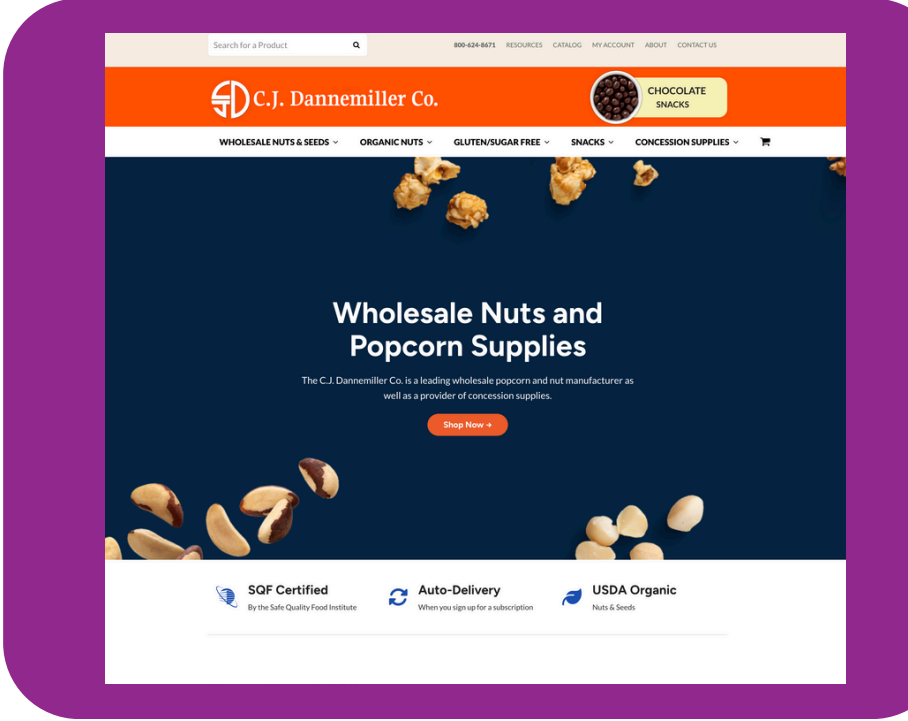 Search for a Product
800-624-8671 RESOURCES CATALOG MY ACCOUNT ABOUT CONTACT US
C.J. Dannemiller Co.
CHOCOLATE
SNACKS
WHOLESALE NUTS & SEEDS ORGANIC NUTS GLUTEN/SUGAR FREE SNACKS CONCESSION SUPPLIES
Wholesale Nuts and
Popcorn Supplies
The C.J. Dannemiller Co. is a leading wholesale popcorn and nut manufacturer as
well as a provider of concession supplies.
Shop Now →
SQF Certified
By the Safe Quality Food Institute
Auto-Delivery
When you sign up for a subscription
USDA Organic
Nuts & Seeds